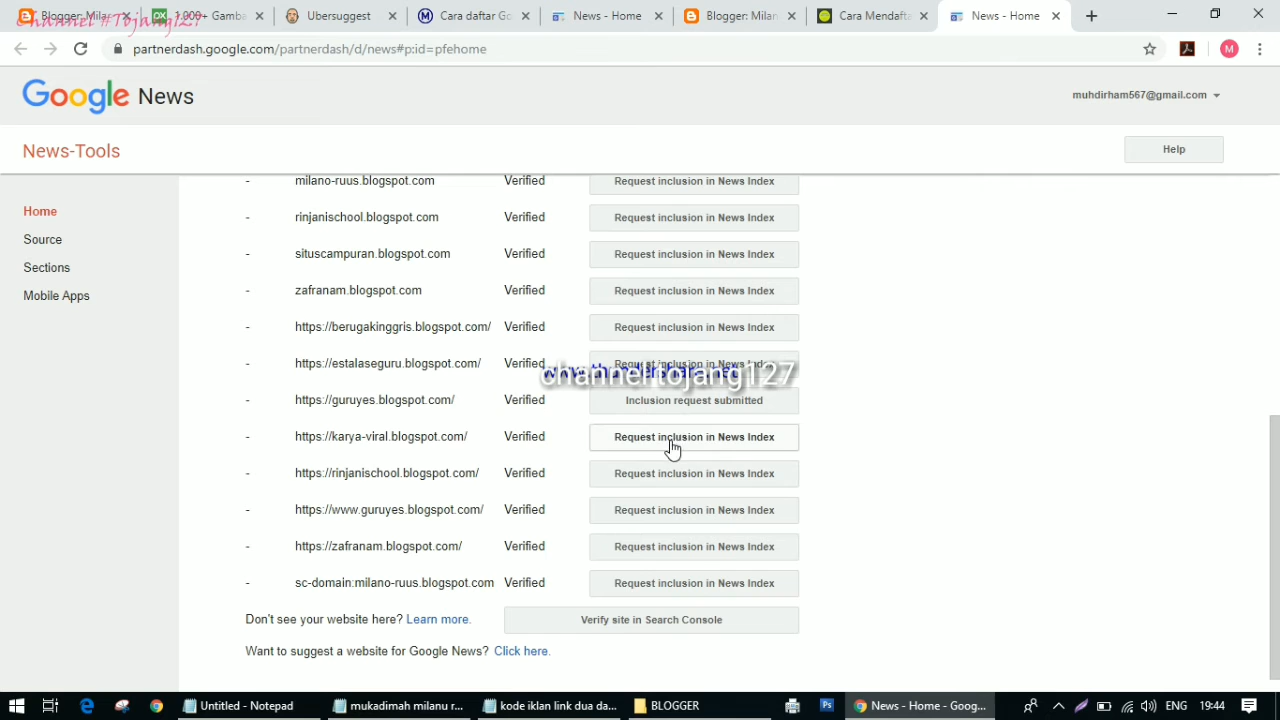 Channel #Tojang127
Blogger: Mila
1.000+ Gamba
Ubersuggest
Cara daftar Go
News - Home
Blogger: M
Cara Mendafta
News - Home
partnerdash.google.com/partnerdash/d/news#p:id=pfehome
M
Google News
muhdirham567@gmail.com
News-Tools
Help
Home
Source
Sections
Mobile Apps
- milano-ruus.blogspot.com Verified Request inclusion in News Index
- rinjanischool.blogspot.com Verified Request inclusion in News Index
- situscampuran.blogspot.com Verified Request inclusion in News Index
- zafranam.blogspot.com Verified Request inclusion in News Index
- https://berugakinggris.blogspot.com/ Verified Request inclusion in News Index
- https://estalaseguru.blogspot.com/ Verified Request inclusion in News Index
channel tojang127
- https://guruyes.blogspot.com/ Verified Inclusion request submitted
- https://karya-viral.blogspot.com/ Verified Request inclusion in News Index
- https://rinjanischool.blogspot.com/ Verified Request inclusion in News Index
- https://www.guruyes.blogspot.com/ Verified Request inclusion in News Index
- https://zafranam.blogspot.com/ Verified Request inclusion in News Index
- sc-domain:milano-ruus.blogspot.com Verified Request inclusion in News Index
Don't see your website here? Learn more. Verify site in Search Console
Want to suggest a website for Google News? Click here.
Untitled - Notepad
mukadimah milanu r...
kode iklan link dua da...
BLOGGER
Ps
News - Home - Goog...
ENG
19:44